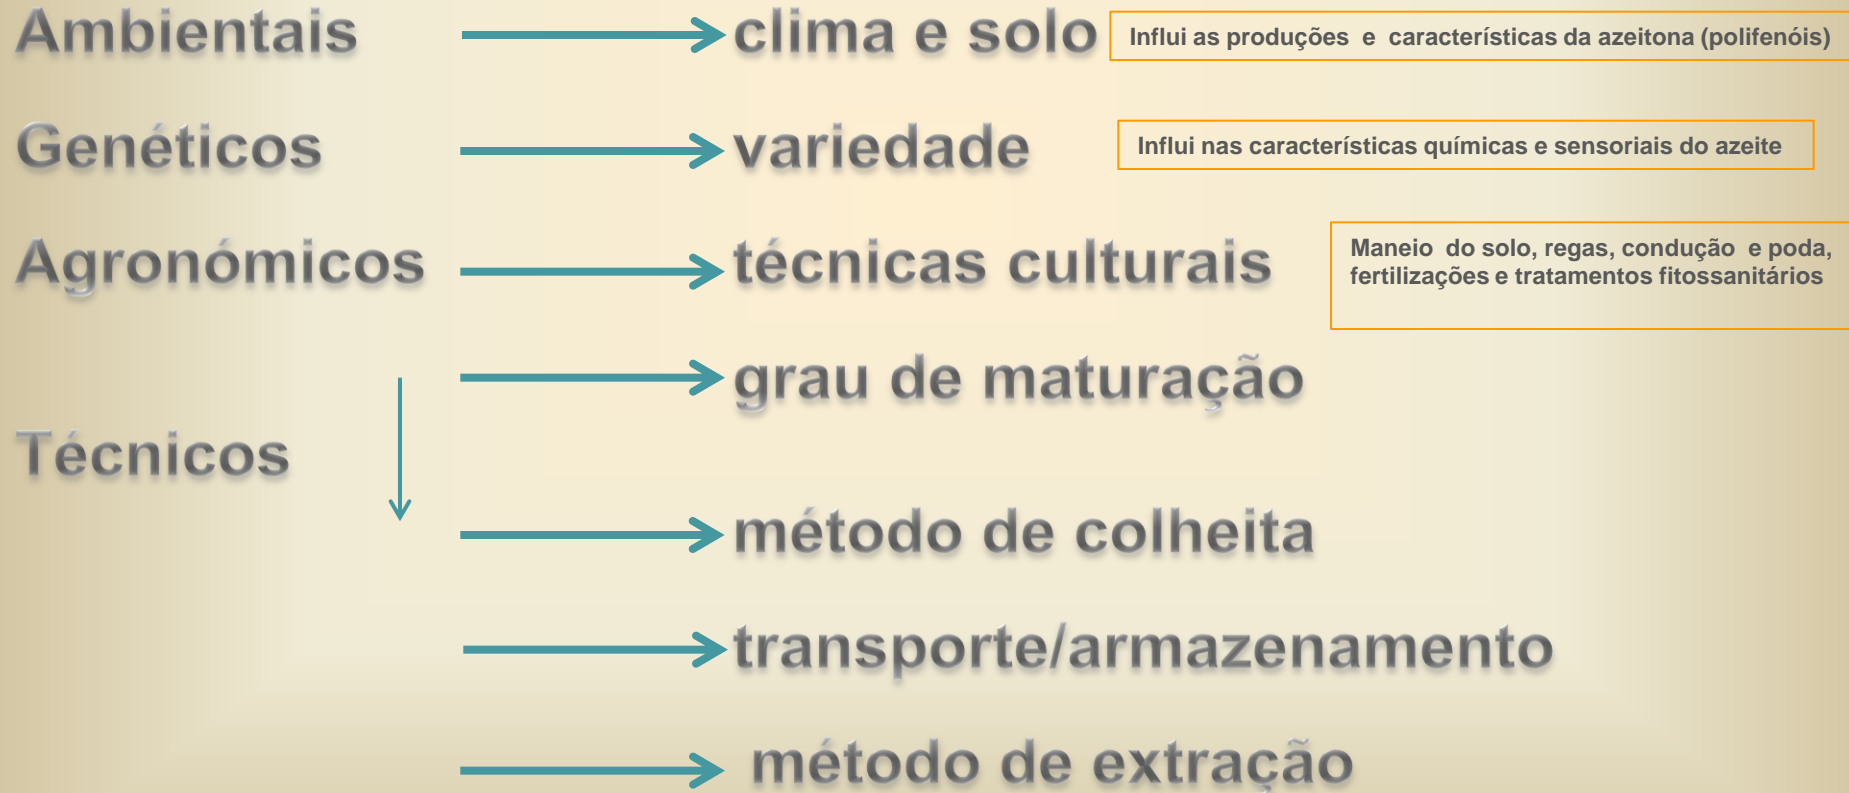 Ambientais
clima e solo
Influi as produções e características da azeitona (polifenóis)
Genéticos
variedade
Influi nas características químicas e sensoriais do azeite
Agronómicos
técnicas culturais
Maneio do solo, regas, condução e poda,
fertilizações e tratamentos fitossanitários
grau de maturação
Técnicos
método de colheita
transporte/armazenamento
método de extração